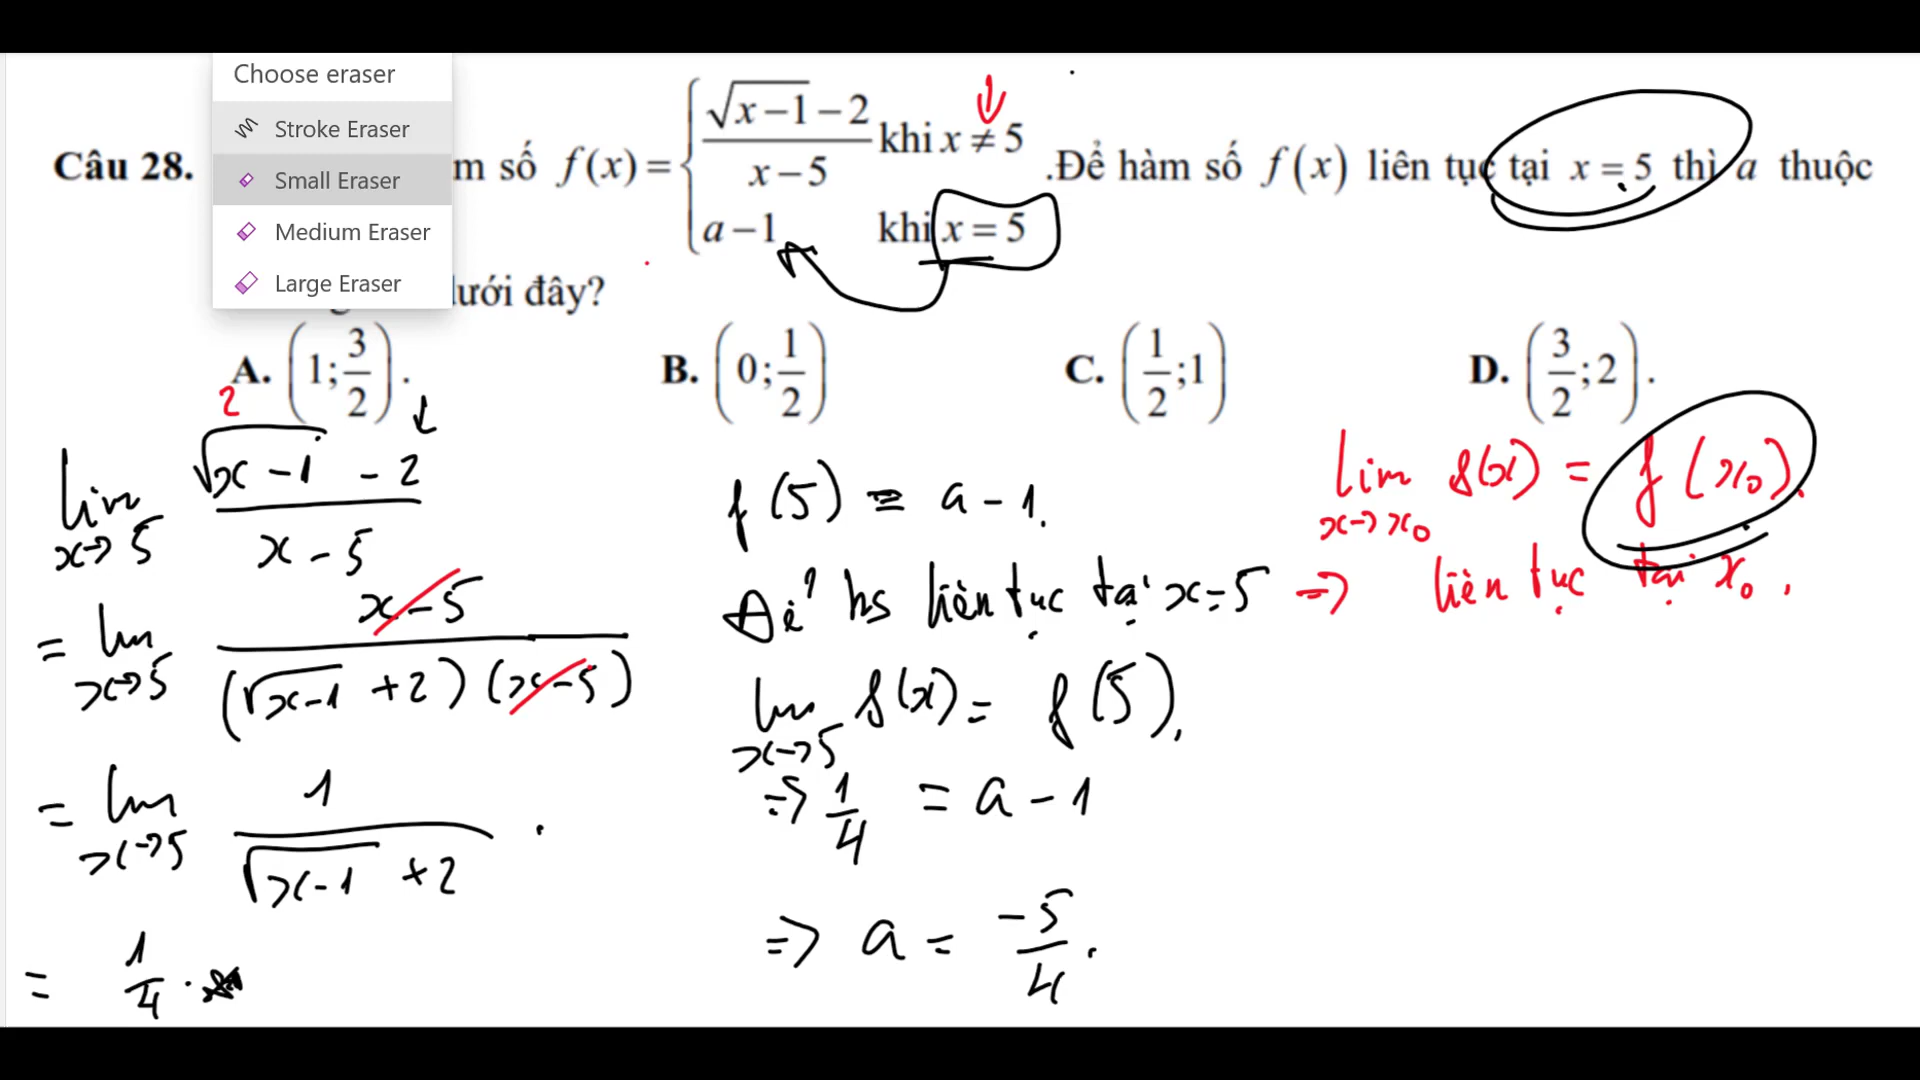 Choose eraser
Stroke Eraser
Small Eraser
Medium Eraser
Large Eraser
Câu 28. m số f(x) = { (√(x−1) − 2)/(x−5) khi x ≠ 5 .Để hàm số f(x) liên tục tại x = 5 thì a thuộc
a − 1 khi x = 5
lưới đây?
A. (1; 3/2). B. (0; 1/2) C. (1/2; 1) D. (3/2; 2).
2
lim x→5 (√(x−1) − 2)/(x − 5)
= lim x→5 (x − 5)/((√(x−1) + 2)(x−5))
= lim x→5 1/(√(x−1) + 2) .
= 1/4 .
f(5) = a − 1.
Để hs liên tục tại x = 5
lim x→5 f(x) = f(5).
=> 1/4 = a − 1
=> a = −5/4 .
lim x→x₀ f(x) = f(x₀).
=> liên tục tại x₀ .